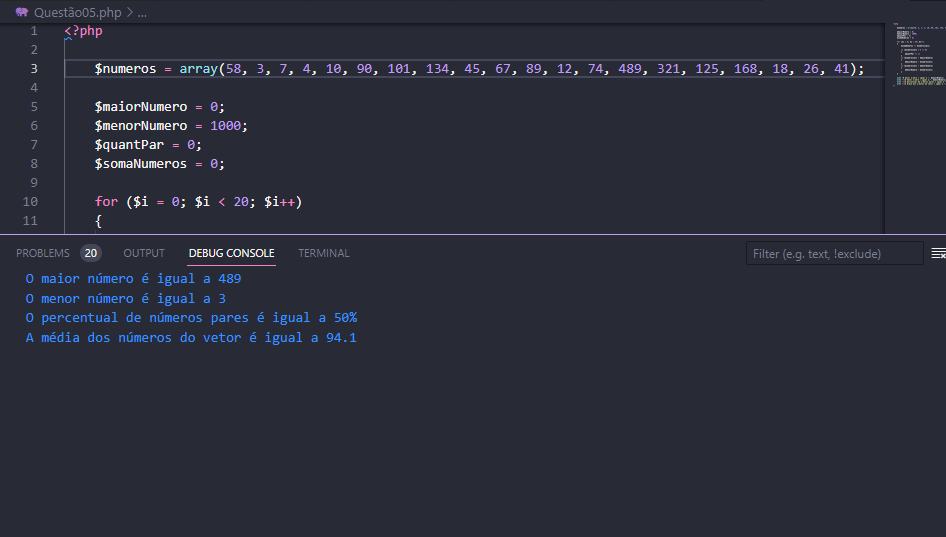 Questão05.php > ...
1 <?php
2
3 $numeros = array(58, 3, 7, 4, 10, 90, 101, 134, 45, 67, 89, 12, 74, 489, 321, 125, 168, 18, 26, 41);
4
5 $maiorNumero = 0;
6 $menorNumero = 1000;
7 $quantPar = 0;
8 $somaNumeros = 0;
9
10 for ($i = 0; $i < 20; $i++)
11 {
PROBLEMS 20 OUTPUT DEBUG CONSOLE TERMINAL Filter (e.g. text, !exclude)
O maior número é igual a 489
O menor número é igual a 3
O percentual de números pares é igual a 50%
A média dos números do vetor é igual a 94.1